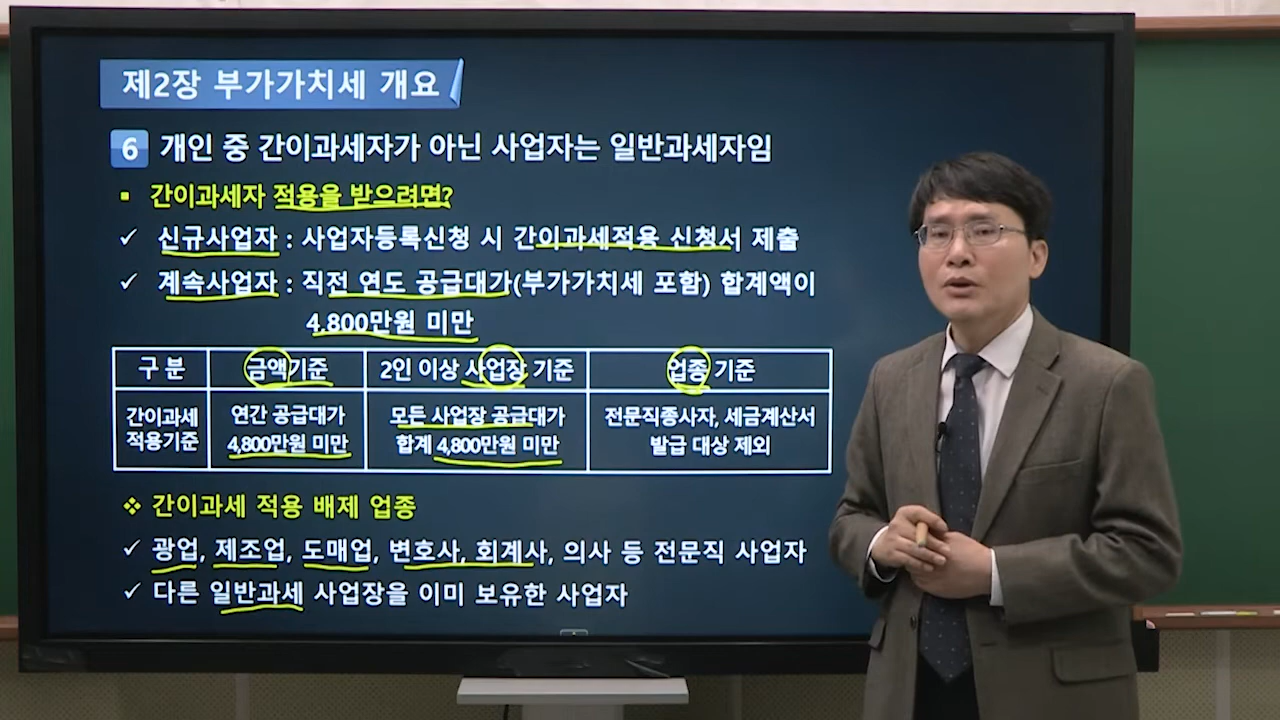 제2장 부가가치세 개요
6 개인 중 간이과세자가 아닌 사업자는 일반과세자임
▪ 간이과세자 적용을 받으려면?
✓ 신규사업자 : 사업자등록신청 시 간이과세적용 신청서 제출
✓ 계속사업자 : 직전 연도 공급대가(부가가치세 포함) 합계액이
4,800만원 미만
구 분 금액기준 2인 이상 사업장 기준 업종 기준
간이과세 적용기준 연간 공급대가 4,800만원 미만 모든 사업장 공급대가 합계 4,800만원 미만 전문직종사자, 세금계산서 발급 대상 제외
❖ 간이과세 적용 배제 업종
✓ 광업, 제조업, 도매업, 변호사, 회계사, 의사 등 전문직 사업자
✓ 다른 일반과세 사업장을 이미 보유한 사업자